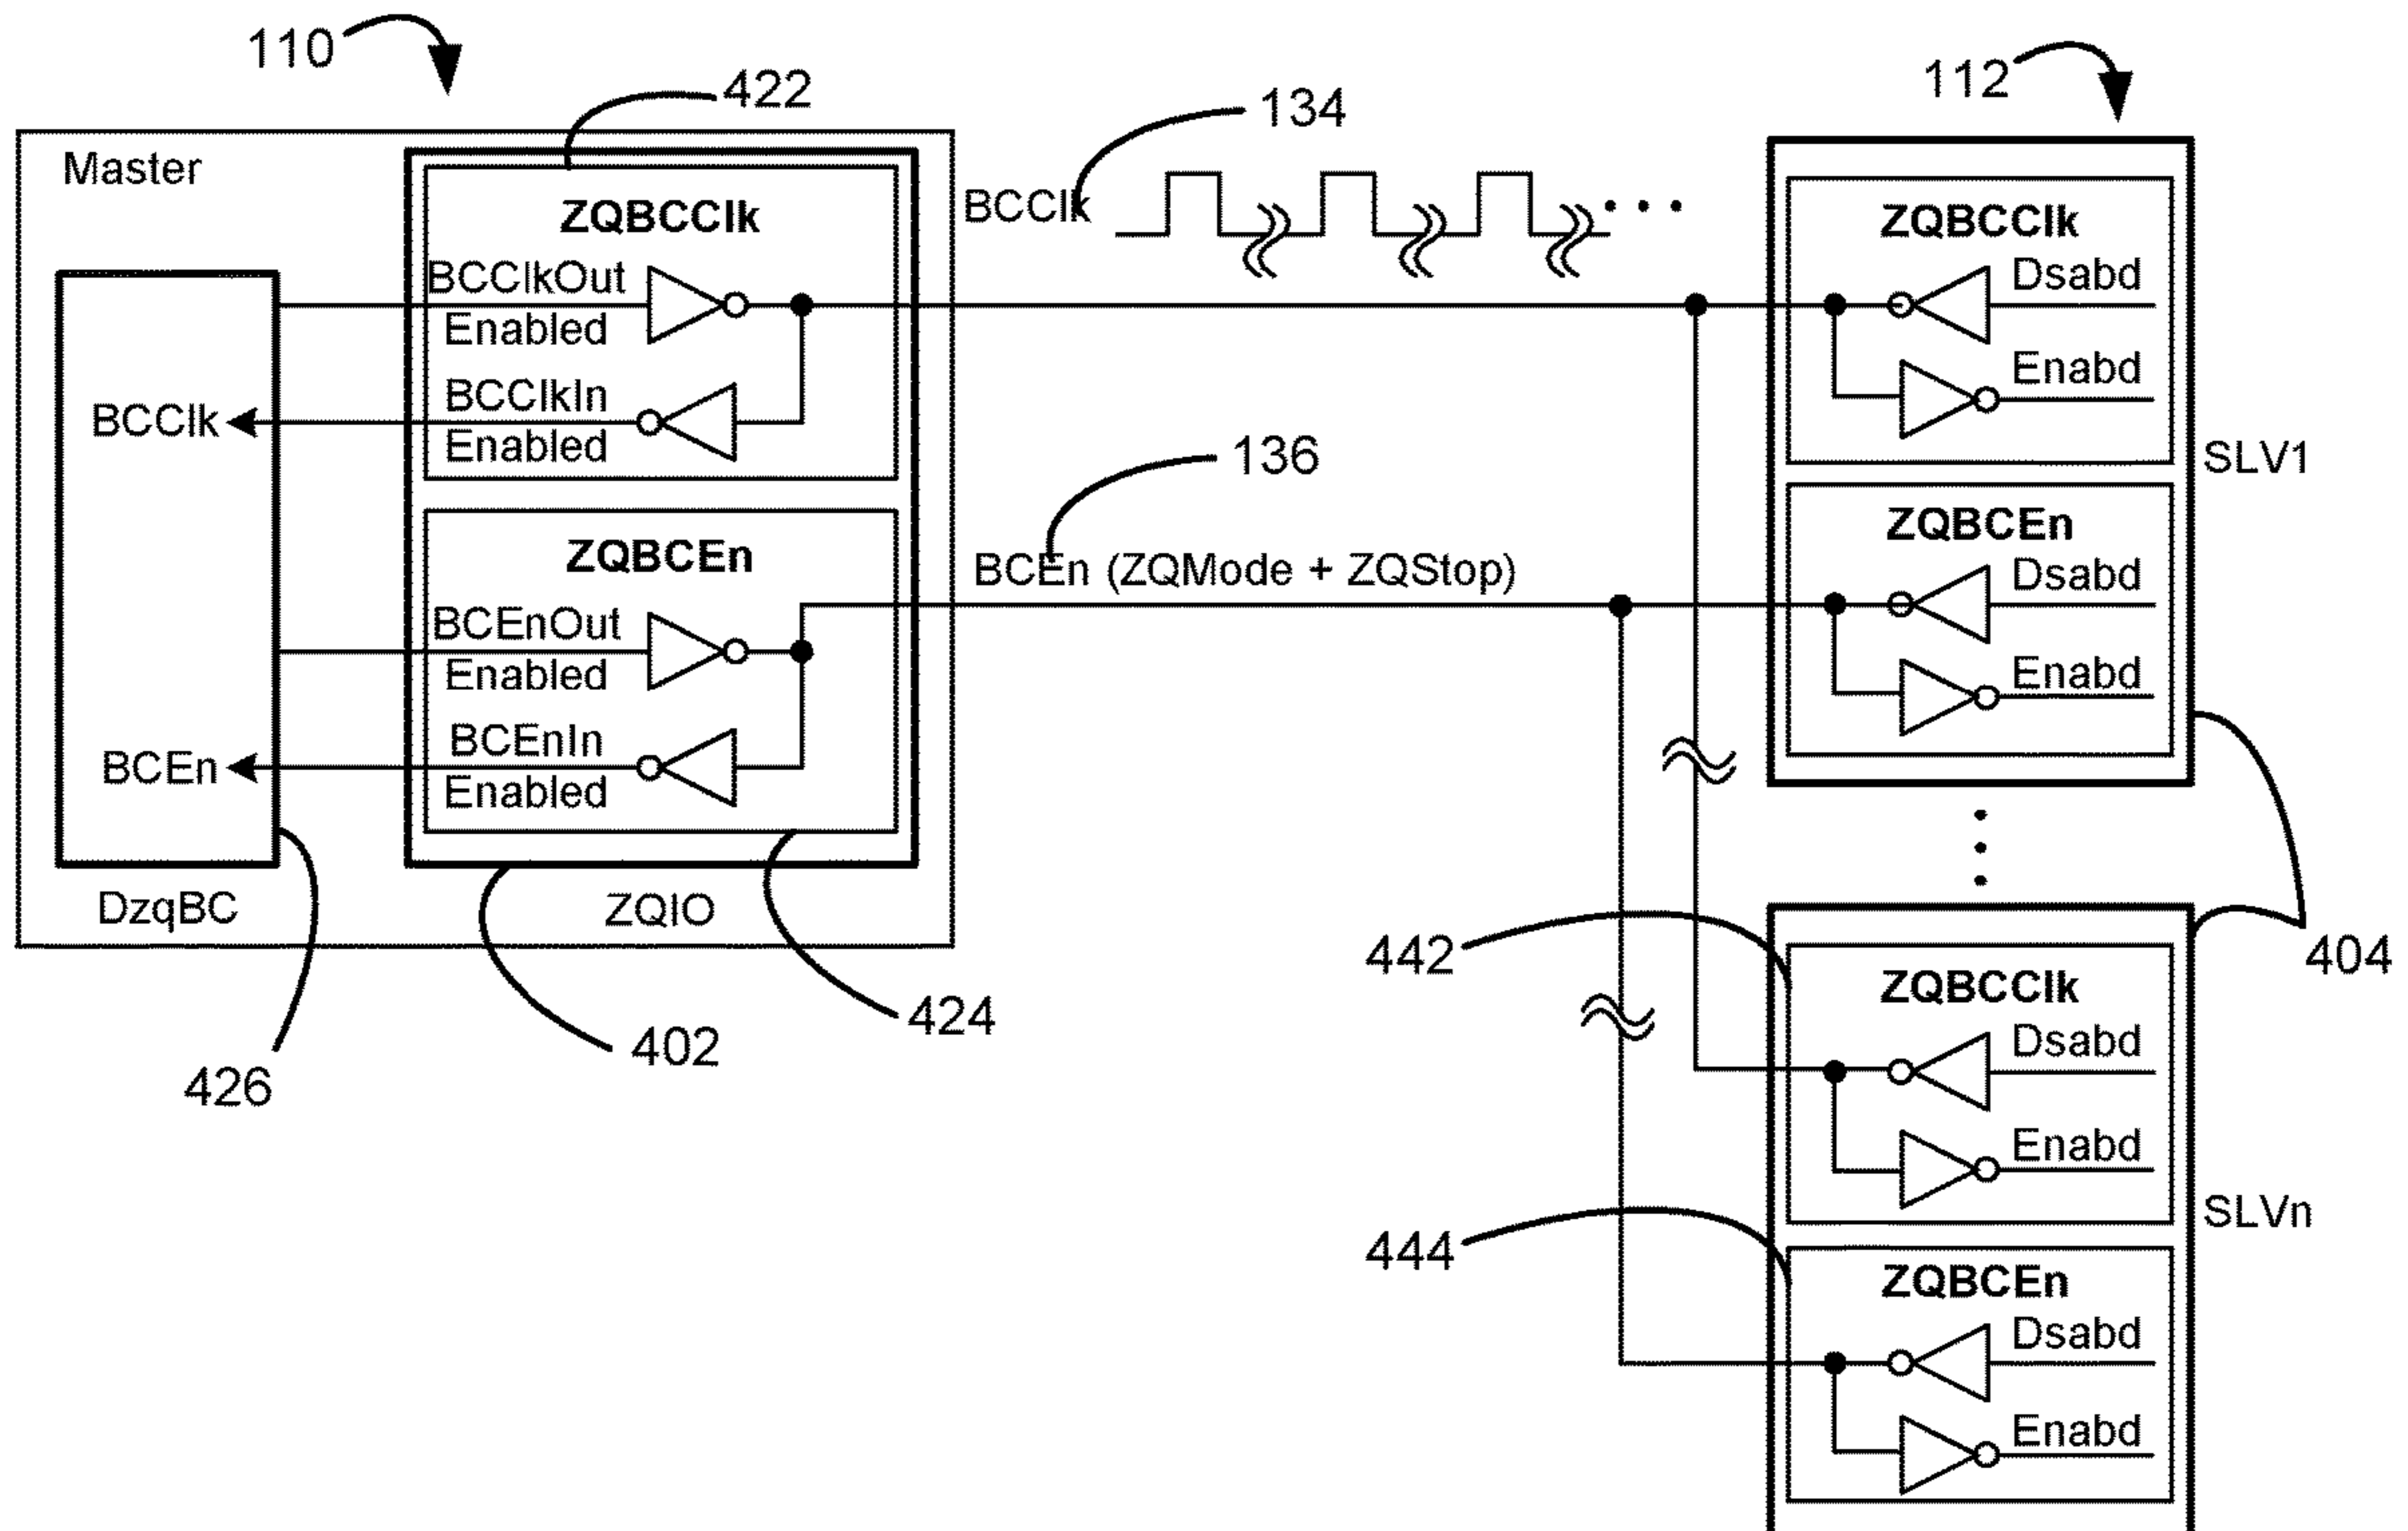 110
422
134
112
Master
ZQBCClk
BCClk
• • •
ZQBCClk
BCClkOut
Enabled
Dsabd
BCClkIn
Enabled
Enabd
BCClk
136
SLV1
ZQBCEn
ZQBCEn
BCEn (ZQMode + ZQStop)
Dsabd
BCEnOut
Enabled
Enabd
BCEnIn
Enabled
BCEn
DzqBC
ZQIO
442
404
ZQBCClk
424
402
Dsabd
426
Enabd
SLVn
444
ZQBCEn
Dsabd
Enabd